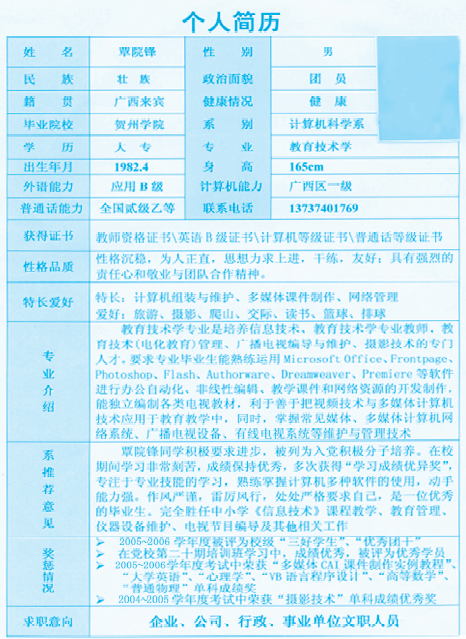 个人简历
姓 名 覃院锋 性 别 男
民 族 壮 族 政治面貌 团 员
籍 贯 广西来宾 健康情况 健 康
毕业院校 贺州学院 系 别 计算机科学系
学 历 大 专 专 业 教育技术学
出生年月 1982.4 身 高 165cm
外语能力 应用 B 级 计算机能力 广西区一级
普通话能力 全国贰级乙等 联系电话 13737401769
获得证书 教师资格证书\英语 B 级证书\计算机等级证书\普通话等级证书
性格品质 性格沉稳,为人正直,思想力求上进,干练,友好;具有强烈的
责任心和敬业与团队合作精神。
特长爱好 特长:计算机组装与维护、多媒体课件制作、网络管理
爱好:旅游、摄影、爬山、交际、读书、篮球、排球
专业介绍
教育技术学专业是培养信息技术、教育技术学专业教师,教
育技术(电化教育)管理、广播电视编导与维护、摄影技术的专门
人才。要求专业毕业生能熟练运用Microsoft Office、Frontpage、
Photoshop、Flash、Authorware、Dreamweaver、Premiere等软件
进行办公自动化,非线性编辑,教学课件和网络资源的开发制作,
能独立编制各类电视教材,利于善于把视频技术与多媒体计算机
技术应用于教育教学中,同时,掌握常见媒体、多媒体计算机网
络系统、广播电视设备、有线电视系统等维护与管理技术
系推荐意见
覃院锋同学积极要求进步,被列为入党积极分子培养。在校
期间学习非常刻苦,成绩保持优秀,多次获得“学习成绩优异奖”,
专注于专业技能的学习,熟练掌握计算机多种软件的使用,动手
能力强。作风严谨,雷厉风行,处处严格要求自己,是一位优秀
的毕业生。完全胜任中小学《信息技术》课程教学、教育管理、
仪器设备维护、电视节目编导及其他相关工作
奖惩情况
➢ 2005~2006 学年度被评为校级“三好学生”、“优秀团干”
➢ 在党校第二十期培训班学习中,成绩优秀,被评为优秀学员
➢ 2005~2006学年度考试中荣获“多媒体 CAI 课件制作实例教程”、
“大学英语”、“心理学”、“VB 语言程序设计”、“高等数学”、
“普通物理”单科成绩奖
➢ 2004~2005 学年度考试中荣获“摄影技术”单科成绩优秀奖
求职意向 企业、公司、行政、事业单位文职人员